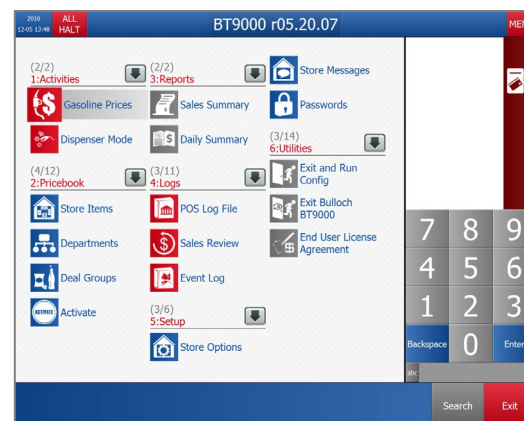 2016
12-05 13:48
ALL
HALT
BT9000 r05.20.07
(2/2)
1:Activities
Gasoline Prices
Dispenser Mode
(4/12)
2:Pricebook
Store Items
Departments
Deal Groups
ACTIVATE
Activate
(2/2)
3:Reports
Sales Summary
Daily Summary
(3/11)
4:Logs
POS Log File
Sales Review
Event Log
(3/6)
5:Setup
Store Options
Store Messages
Passwords
(3/14)
6:Utilities
Exit and Run
Config
Exit Bulloch
BT9000
End User License
Agreement
7 8 9
4 5 6
1 2 3
Backspace 0 Enter
abc
Search Exit